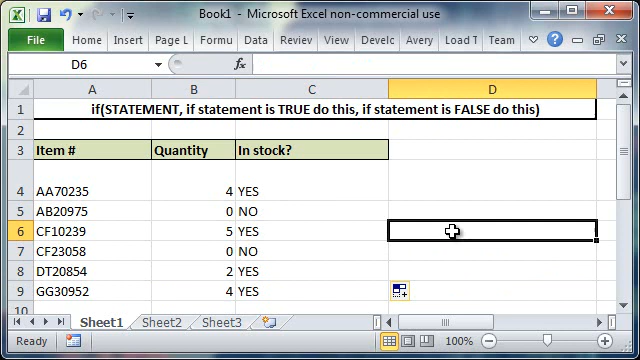 Book1 - Microsoft Excel non-commercial use
File Home Insert Page L Formu Data Reviev View Develc Avery Load T Team
D6 fx
A B C D
1 if(STATEMENT, if statement is TRUE do this, if statement is FALSE do this)
2
3 Item # Quantity In stock?
4 AA70235 4 YES
5 AB20975 0 NO
6 CF10239 5 YES
7 CF23058 0 NO
8 DT20854 2 YES
9 GG30952 4 YES
10
Sheet1 Sheet2 Sheet3
Ready 100%